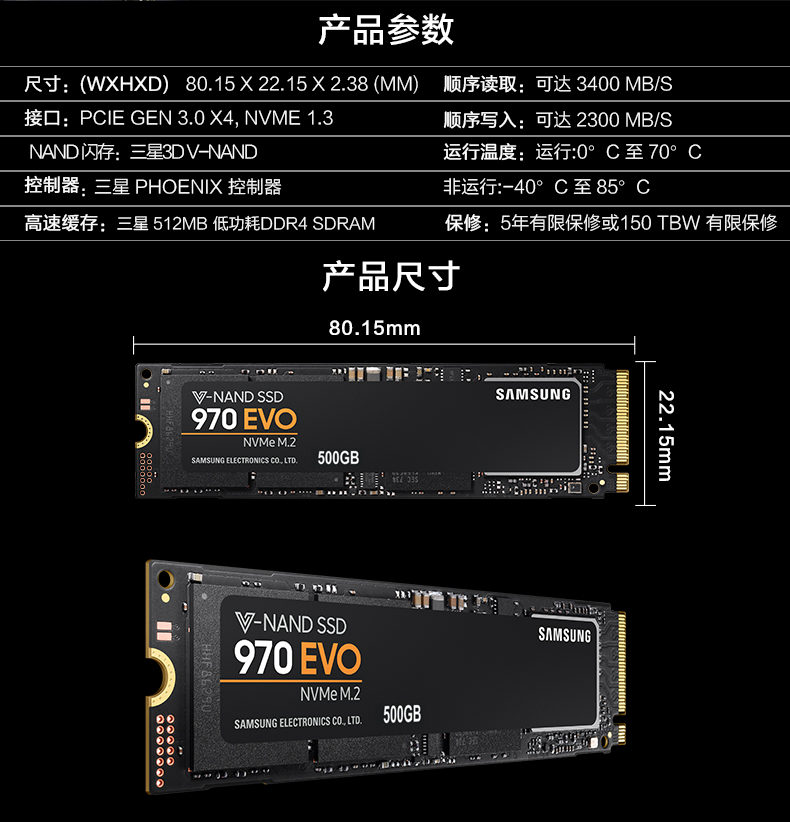 产品参数
尺寸：(WXHXD) 80.15 X 22.15 X 2.38 (MM)
顺序读取：可达 3400 MB/S
接口：PCIE GEN 3.0 X4, NVME 1.3
顺序写入：可达 2300 MB/S
NAND闪存：三星3D V-NAND
运行温度：运行:0° C 至 70° C
控制器：三星 PHOENIX 控制器
非运行:-40° C 至 85° C
高速缓存：三星 512MB 低功耗DDR4 SDRAM
保修：5年有限保修或150 TBW 有限保修
产品尺寸
80.15mm
22.15mm
V-NAND SSD
970 EVO
NVMe M.2
SAMSUNG ELECTRONICS CO., LTD.
500GB
SAMSUNG
V-NAND SSD
970 EVO
NVMe M.2
SAMSUNG ELECTRONICS CO., LTD.
500GB
SAMSUNG